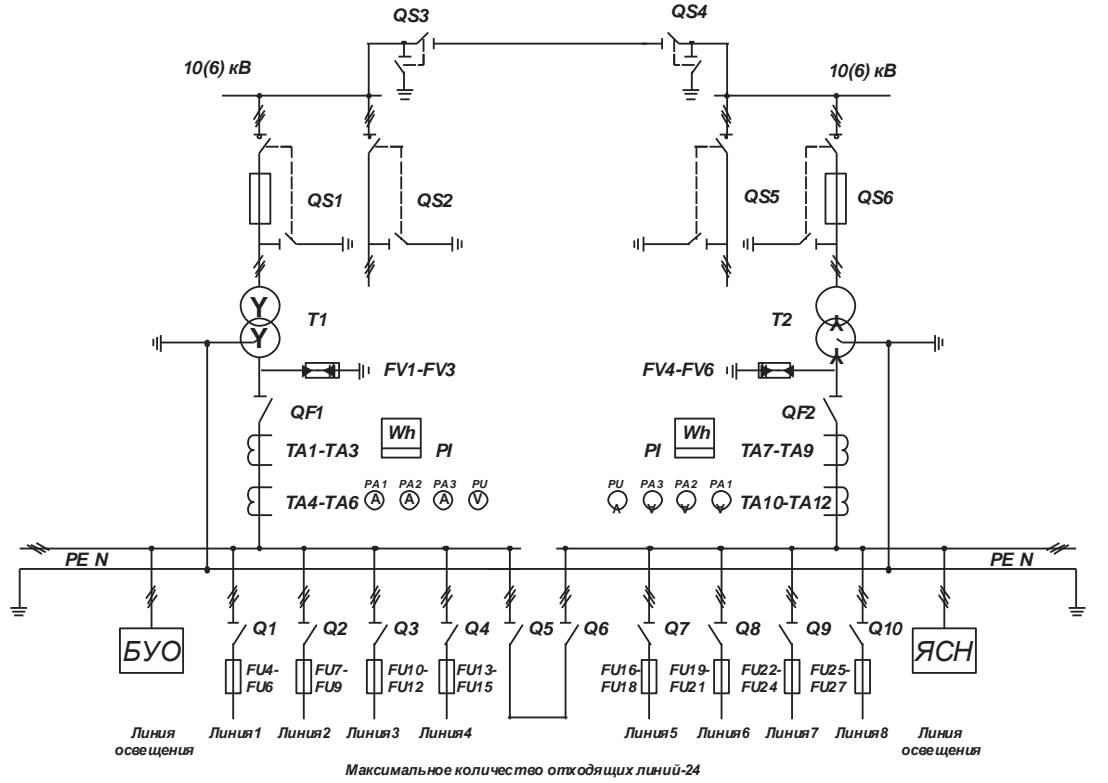 QS3
QS4
10(6) кВ
10(6) кВ
QS1
QS2
QS5
QS6
T1
T2
FV1-FV3
FV4-FV6
QF1
QF2
Wh
PI
PI
Wh
TA1-TA3
TA7-TA9
PA1 PA2 PA3 PU
PU PA3 PA2 PA1
TA4-TA6
A A A V
TA10-TA12
PE N
PE N
Q1 Q2 Q3 Q4 Q5 Q6 Q7 Q8 Q9 Q10
БУО
ЯСН
FU4-
FU6
FU7-
FU9
FU10-
FU12
FU13-
FU15
FU16-
FU18
FU19-
FU21
FU22-
FU24
FU25-
FU27
Линия
освещения
Линия1
Линия2
Линия3
Линия4
Линия5
Линия6
Линия7
Линия8
Линия
освещения
Максимальное количество отходящих линий-24